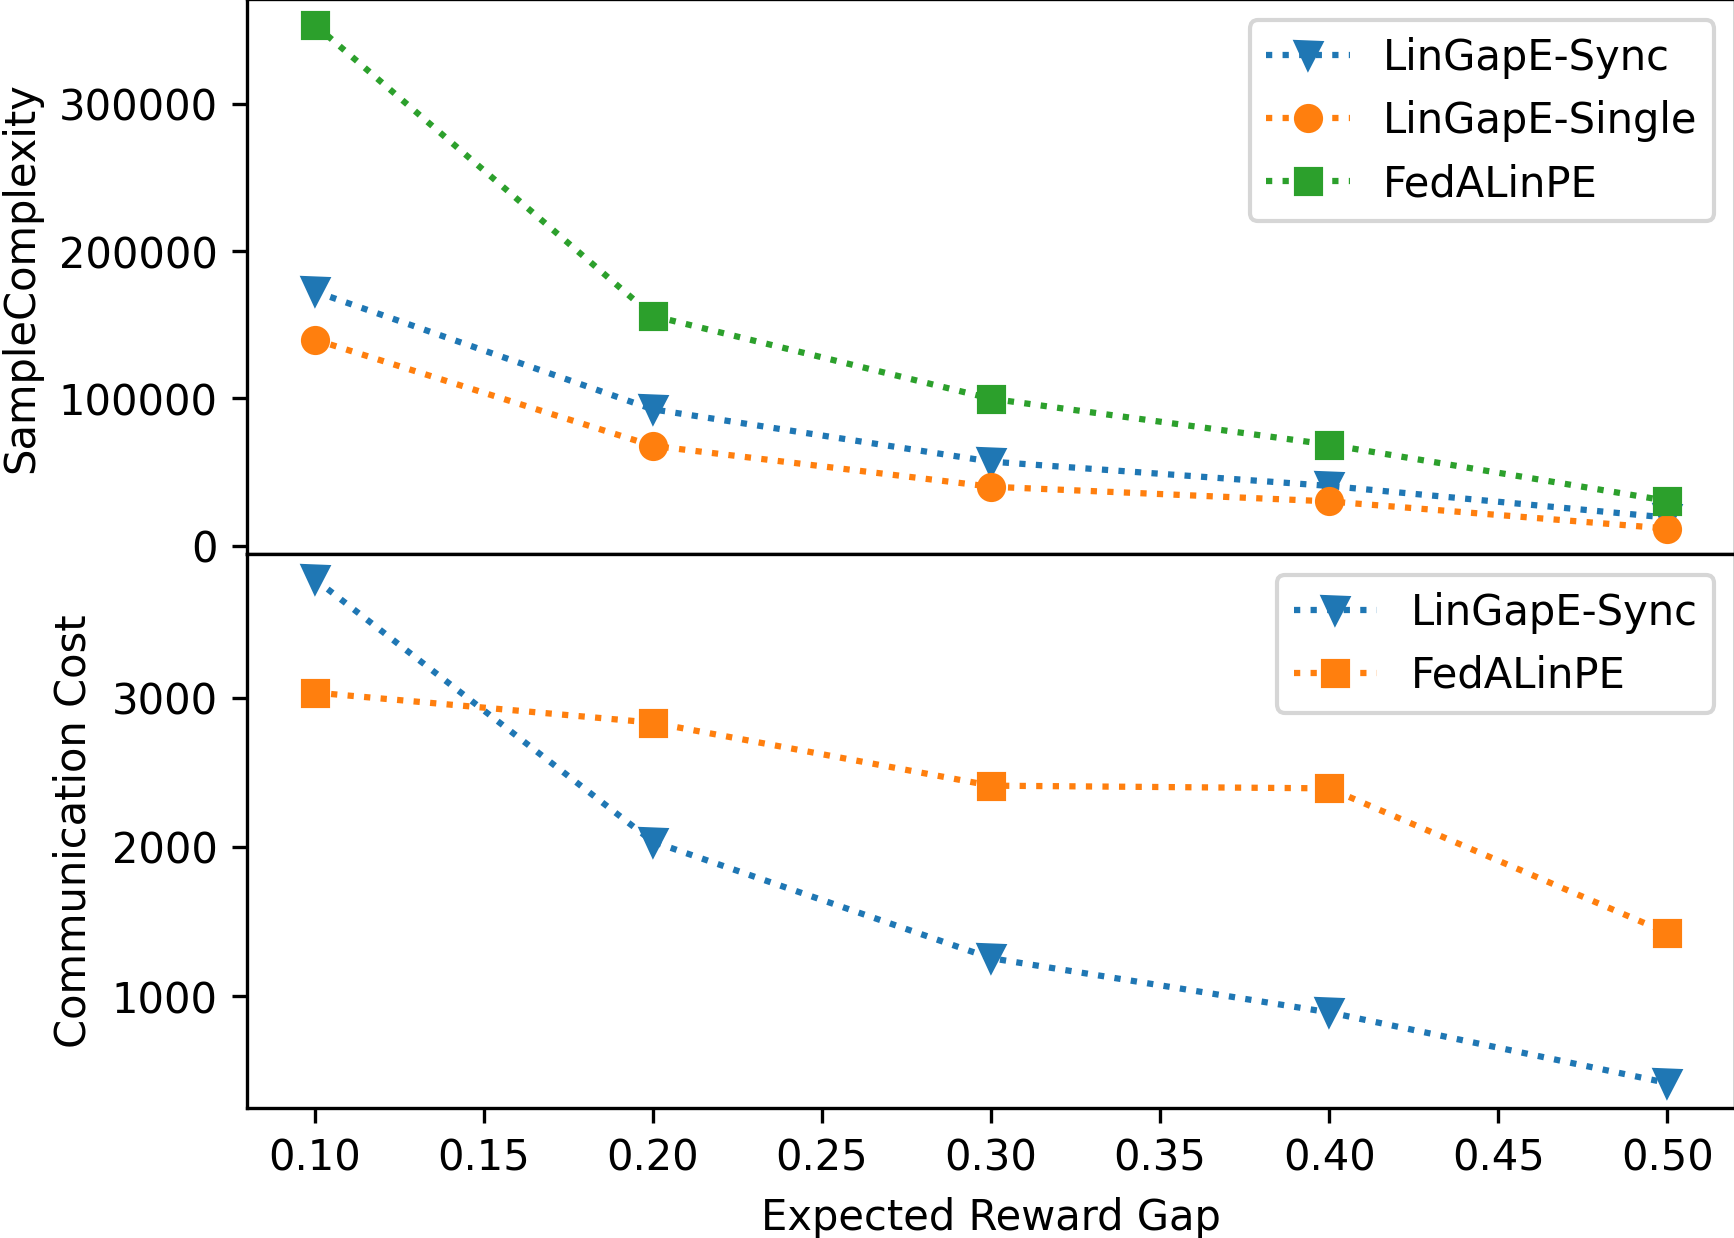 SampleComplexity
300000
200000
100000
0
LinGapE-Sync
LinGapE-Single
FedALinPE
Communication Cost
3000
2000
1000
LinGapE-Sync
FedALinPE
0.10 0.15 0.20 0.25 0.30 0.35 0.40 0.45 0.50
Expected Reward Gap